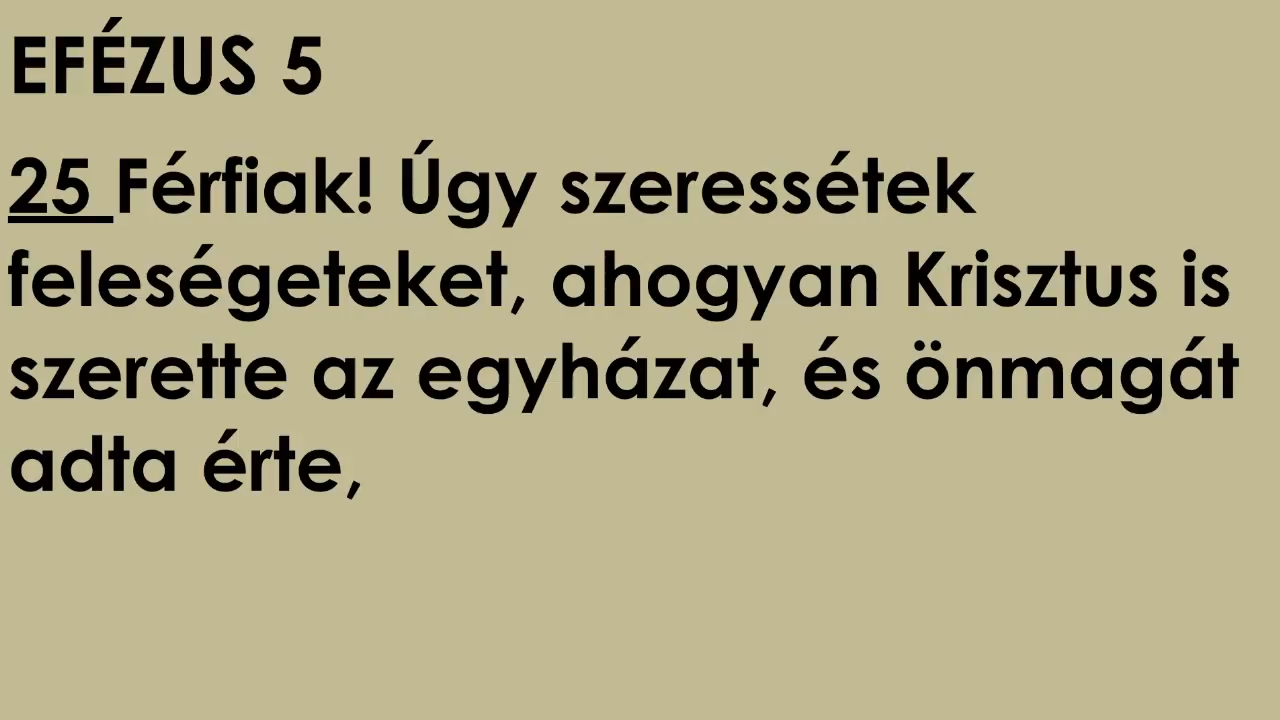 EFÉZUS 5
25 Férfiak! Úgy szeressétek
feleségeteket, ahogyan Krisztus is
szerette az egyházat, és önmagát
adta érte,